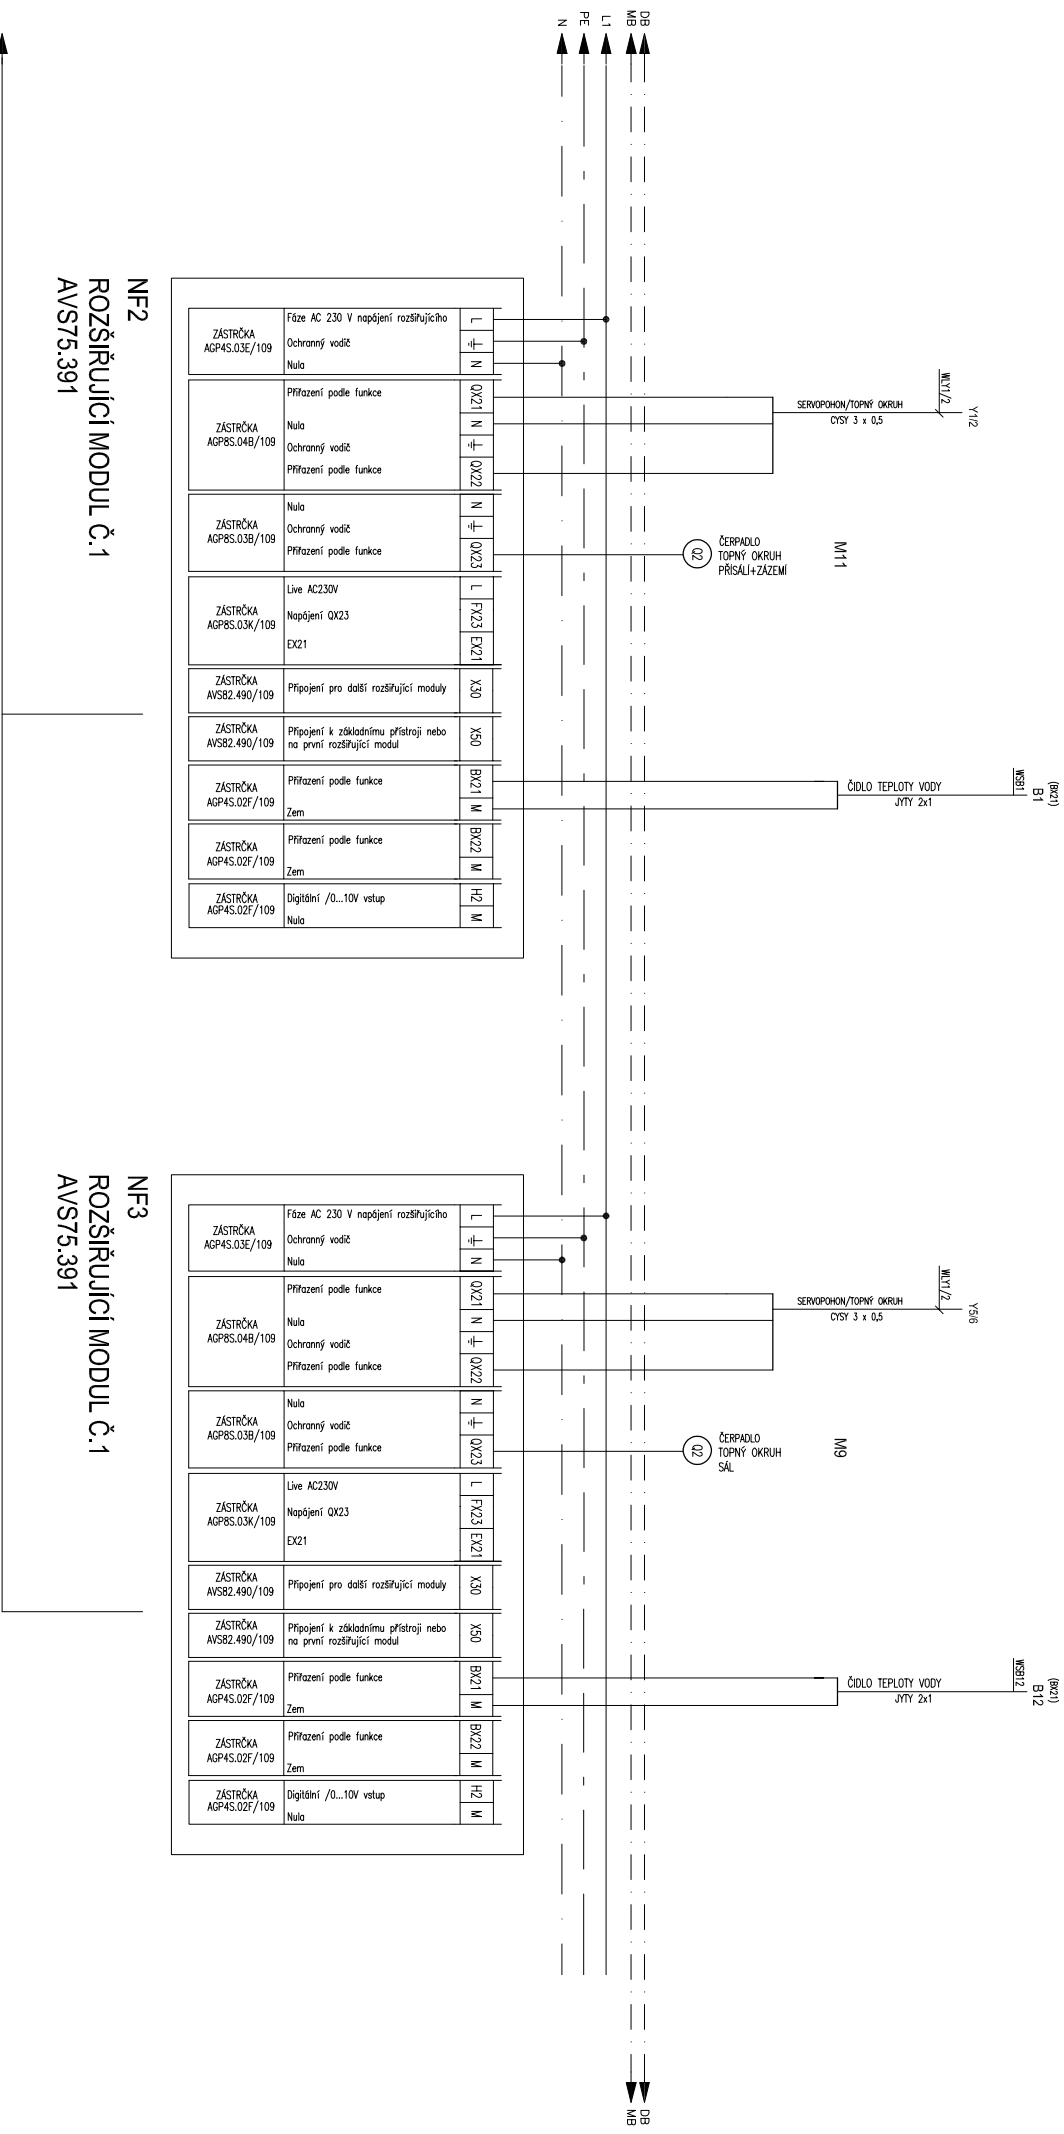 DB
MB
L1
PE
N
Y1/2
WLY1/2
SERVOPOHON/TOPNÝ OKRUH
CYSY 3 x 0,5
M11
Q2
ČERPADLO
TOPNÝ OKRUH
PŘÍSÁLÍ+ZÁZEMÍ
(BX21)
B1
WSB1
ČIDLO TEPLOTY VODY
JYTY 2x1
ZÁSTRČKA
AGP4S.03E/109
Fáze AC 230 V napájení rozšiřujícího
L
Ochranný vodič
Nula
N
ZÁSTRČKA
AGP8S.04B/109
Přiřazení podle funkce
QX21
Nula
N
Ochranný vodič
Přiřazení podle funkce
QX22
ZÁSTRČKA
AGP8S.03B/109
Nula
N
Ochranný vodič
Přiřazení podle funkce
QX23
ZÁSTRČKA
AGP8S.03K/109
Live AC230V
L
Napájení QX23
FX23
EX21
EX21
ZÁSTRČKA
AVS82.490/109
Připojení pro další rozšiřující moduly
X30
ZÁSTRČKA
AVS82.490/109
Připojení k základnímu přístroji nebo
na první rozšiřující modul
X50
ZÁSTRČKA
AGP4S.02F/109
Přiřazení podle funkce
BX21
Zem
M
ZÁSTRČKA
AGP4S.02F/109
Přiřazení podle funkce
BX22
Zem
M
ZÁSTRČKA
AGP4S.02F/109
Digitální /0...10V vstup
H2
Nula
M
NF2
ROZŠIŘUJÍCÍ MODUL Č.1
AVS75.391
Y5/6
WLY1/2
SERVOPOHON/TOPNÝ OKRUH
CYSY 3 x 0,5
M9
Q2
ČERPADLO
TOPNÝ OKRUH
SÁL
(BX21)
B12
WSB12
ČIDLO TEPLOTY VODY
JYTY 2x1
ZÁSTRČKA
AGP4S.03E/109
Fáze AC 230 V napájení rozšiřujícího
L
Ochranný vodič
Nula
N
ZÁSTRČKA
AGP8S.04B/109
Přiřazení podle funkce
QX21
Nula
N
Ochranný vodič
Přiřazení podle funkce
QX22
ZÁSTRČKA
AGP8S.03B/109
Nula
N
Ochranný vodič
Přiřazení podle funkce
QX23
ZÁSTRČKA
AGP8S.03K/109
Live AC230V
L
Napájení QX23
FX23
EX21
EX21
ZÁSTRČKA
AVS82.490/109
Připojení pro další rozšiřující moduly
X30
ZÁSTRČKA
AVS82.490/109
Připojení k základnímu přístroji nebo
na první rozšiřující modul
X50
ZÁSTRČKA
AGP4S.02F/109
Přiřazení podle funkce
BX21
Zem
M
ZÁSTRČKA
AGP4S.02F/109
Přiřazení podle funkce
BX22
Zem
M
ZÁSTRČKA
AGP4S.02F/109
Digitální /0...10V vstup
H2
Nula
M
NF3
ROZŠIŘUJÍCÍ MODUL Č.1
AVS75.391
DB
MB